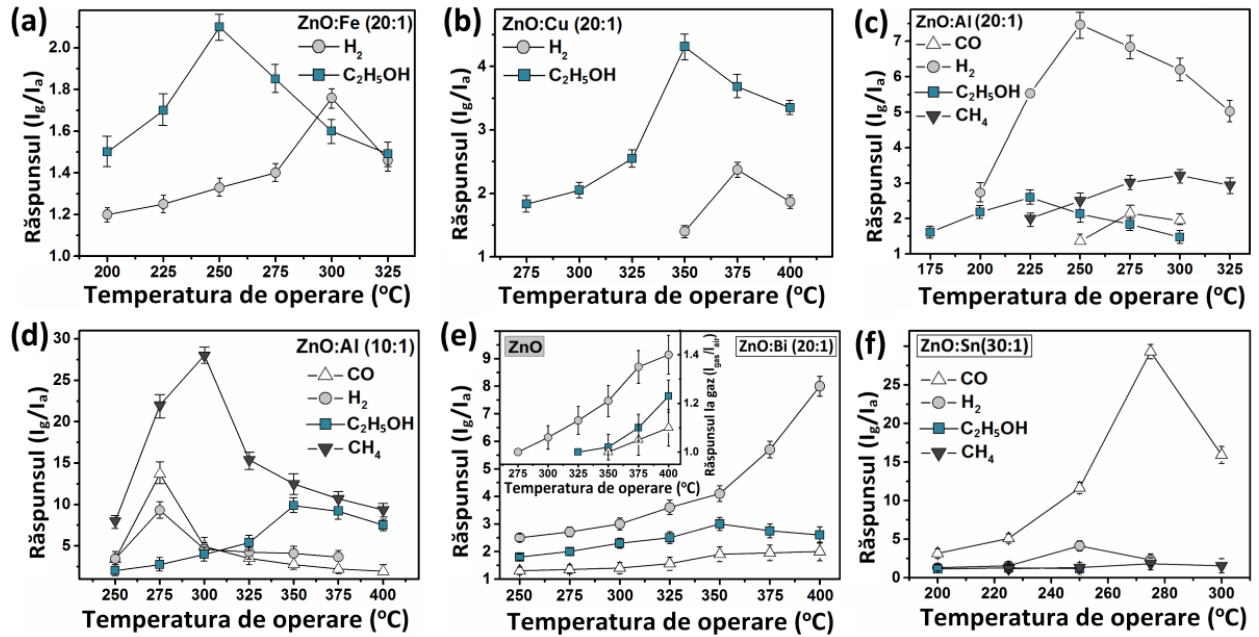 (a)
ZnO:Fe (20:1)
H₂
C₂H₅OH
Răspunsul (Ig/Ia)
2.0
1.8
1.6
1.4
1.2
1.0
200 225 250 275 300 325
Temperatura de operare (°C)
(b)
ZnO:Cu (20:1)
H₂
C₂H₅OH
Răspunsul (Ig/Ia)
4
3
2
1
275 300 325 350 375 400
Temperatura de operare (°C)
(c)
ZnO:Al (20:1)
CO
H₂
C₂H₅OH
CH₄
Răspunsul (Ig/Ia)
7
6
5
4
3
2
1
175 200 225 250 275 300 325
Temperatura de operare (°C)
(d)
ZnO:Al (10:1)
CO
H₂
C₂H₅OH
CH₄
Răspunsul (Ig/Ia)
30
25
20
15
10
5
250 275 300 325 350 375 400
Temperatura de operare (°C)
(e)
ZnO
ZnO:Bi (20:1)
Răspunsul (Ig/Ia)
10
9
8
7
6
5
4
3
2
1
250 275 300 325 350 375 400
Temperatura de operare (°C)
Răspunsul la gaz (Igas/Iair)
1.4
1.2
1.0
275 300 325 350 375 400
Temperatura de operare (°C)
(f)
ZnO:Sn(30:1)
CO
H₂
C₂H₅OH
CH₄
Răspunsul (Ig/Ia)
30
25
20
15
10
5
0
200 225 250 275 300
Temperatura de operare (°C)